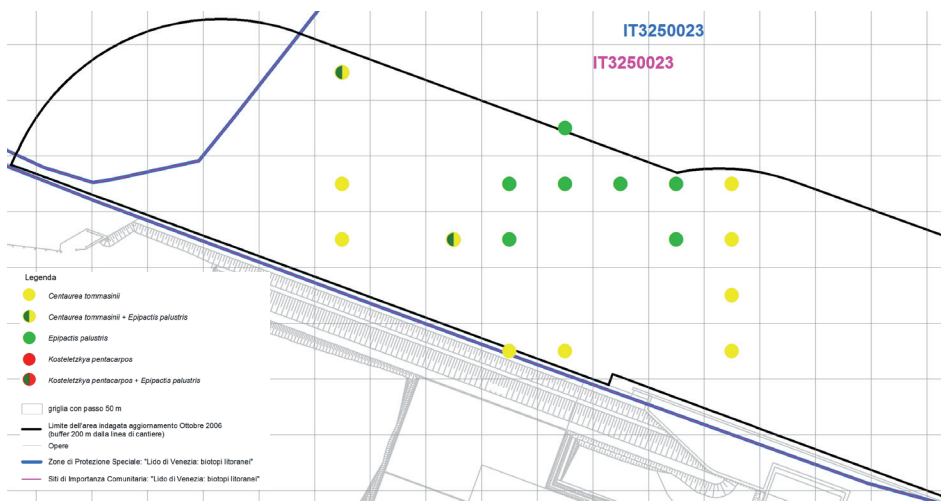 IT3250023
IT3250023
Legenda
Centaurea tommasinii
Centaurea tommasinii + Epipactis palustris
Epipactis palustris
Kosteletzkya pentacarpos
Kosteletzkya pentacarpos + Epipactis palustris
griglia con passo 50 m
Limite dell'area indagata aggiornamento Ottobre 2006
(buffer 200 m dalla linea di cantiere)
Opere
Zone di Protezione Speciale: "Lido di Venezia: biotopi litoranei"
Siti di Importanza Comunitaria: "Lido di Venezia: biotopi litoranei"